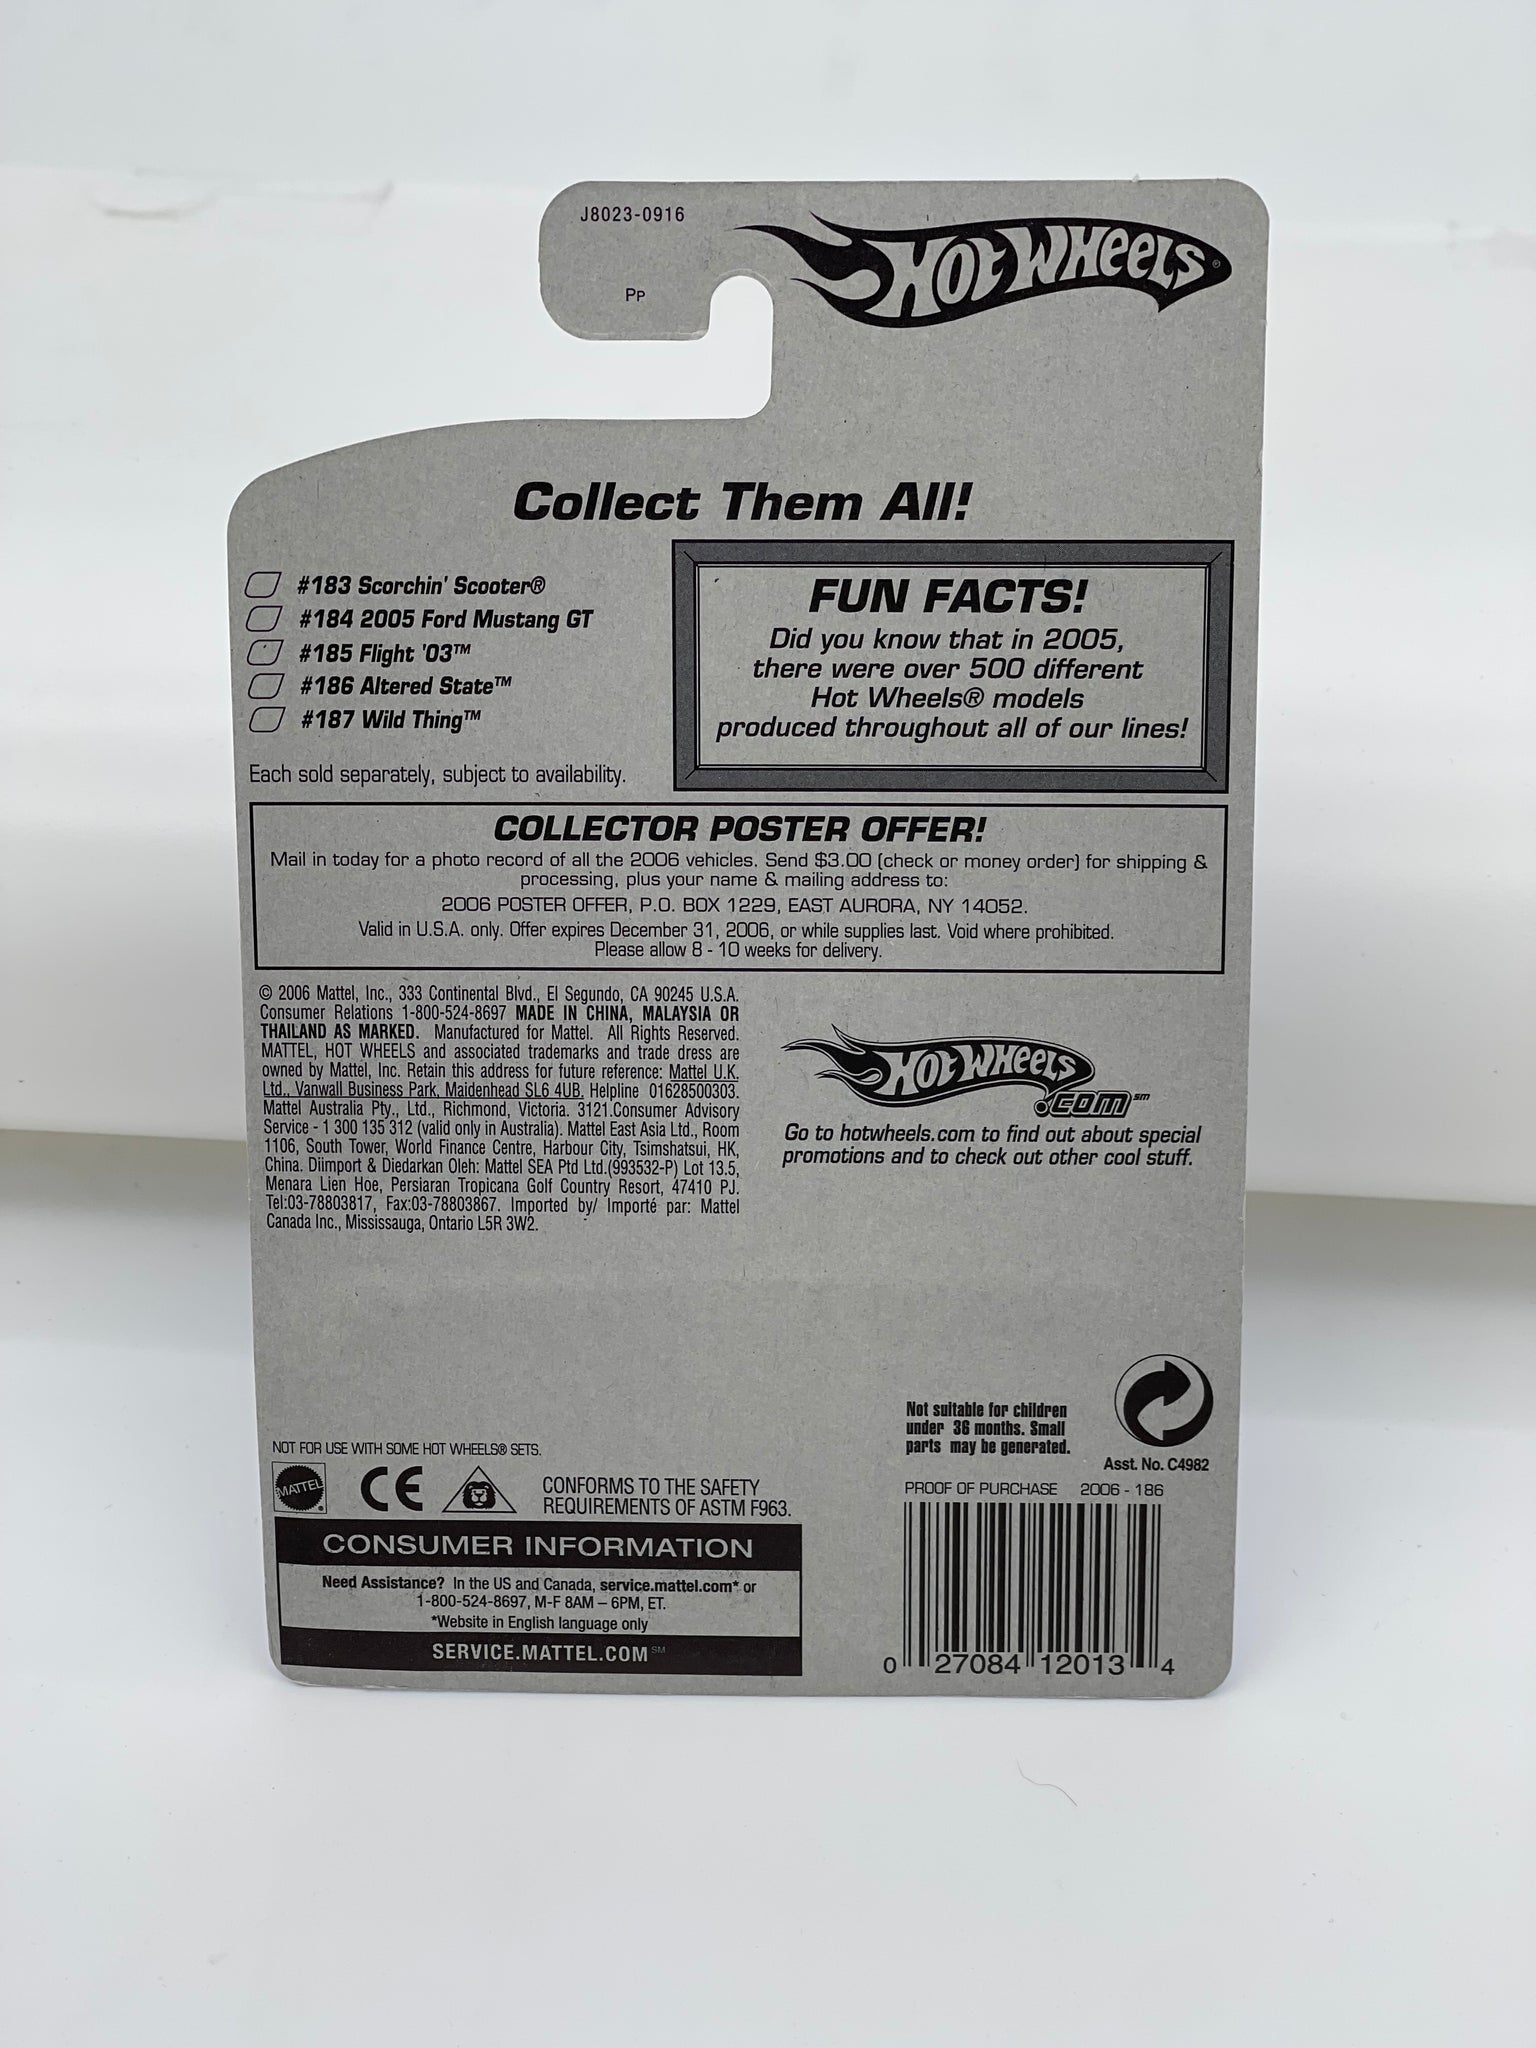 J8023-0916
PP
HOT WHEELS®
Collect Them All!
#183 Scorchin' Scooter®
#184 2005 Ford Mustang GT
#185 Flight '03™
#186 Altered State™
#187 Wild Thing™
Each sold separately, subject to availability.
FUN FACTS!
Did you know that in 2005,
there were over 500 different
Hot Wheels® models
produced throughout all of our lines!
COLLECTOR POSTER OFFER!
Mail in today for a photo record of all the 2006 vehicles. Send $3.00 (check or money order) for shipping &
processing, plus your name & mailing address to:
2006 POSTER OFFER, P.O. BOX 1229, EAST AURORA, NY 14052.
Valid in U.S.A. only. Offer expires December 31, 2006, or while supplies last. Void where prohibited.
Please allow 8 - 10 weeks for delivery.
© 2006 Mattel, Inc., 333 Continental Blvd., El Segundo, CA 90245 U.S.A.
Consumer Relations 1-800-524-8697 MADE IN CHINA, MALAYSIA OR
THAILAND AS MARKED. Manufactured for Mattel. All Rights Reserved.
MATTEL, HOT WHEELS and associated trademarks and trade dress are
owned by Mattel, Inc. Retain this address for future reference: Mattel U.K.
Ltd., Vanwall Business Park, Maidenhead SL6 4UB. Helpline 01628500303.
Mattel Australia Pty., Ltd., Richmond, Victoria. 3121.Consumer Advisory
Service - 1 300 135 312 (valid only in Australia). Mattel East Asia Ltd., Room
1106, South Tower, World Finance Centre, Harbour City, Tsimshatsui, HK,
China. Diimport & Diedarkan Oleh: Mattel SEA Ptd Ltd.(993532-P) Lot 13.5,
Menara Lien Hoe, Persiaran Tropicana Golf Country Resort, 47410 PJ.
Tel:03-78803817, Fax:03-78803867. Imported by/ Importé par: Mattel
Canada Inc., Mississauga, Ontario L5R 3W2.
HOT WHEELS
.COM℠
Go to hotwheels.com to find out about special
promotions and to check out other cool stuff.
Not suitable for children
under 36 months. Small
parts may be generated.
Asst. No. C4982
NOT FOR USE WITH SOME HOT WHEELS® SETS.
MATTEL
CE
CONFORMS TO THE SAFETY
REQUIREMENTS OF ASTM F963.
CONSUMER INFORMATION
Need Assistance? In the US and Canada, service.mattel.com* or
1-800-524-8697, M-F 8AM – 6PM, ET.
*Website in English language only
SERVICE.MATTEL.COM℠
PROOF OF PURCHASE 2006 - 186
0 27084 12013 4